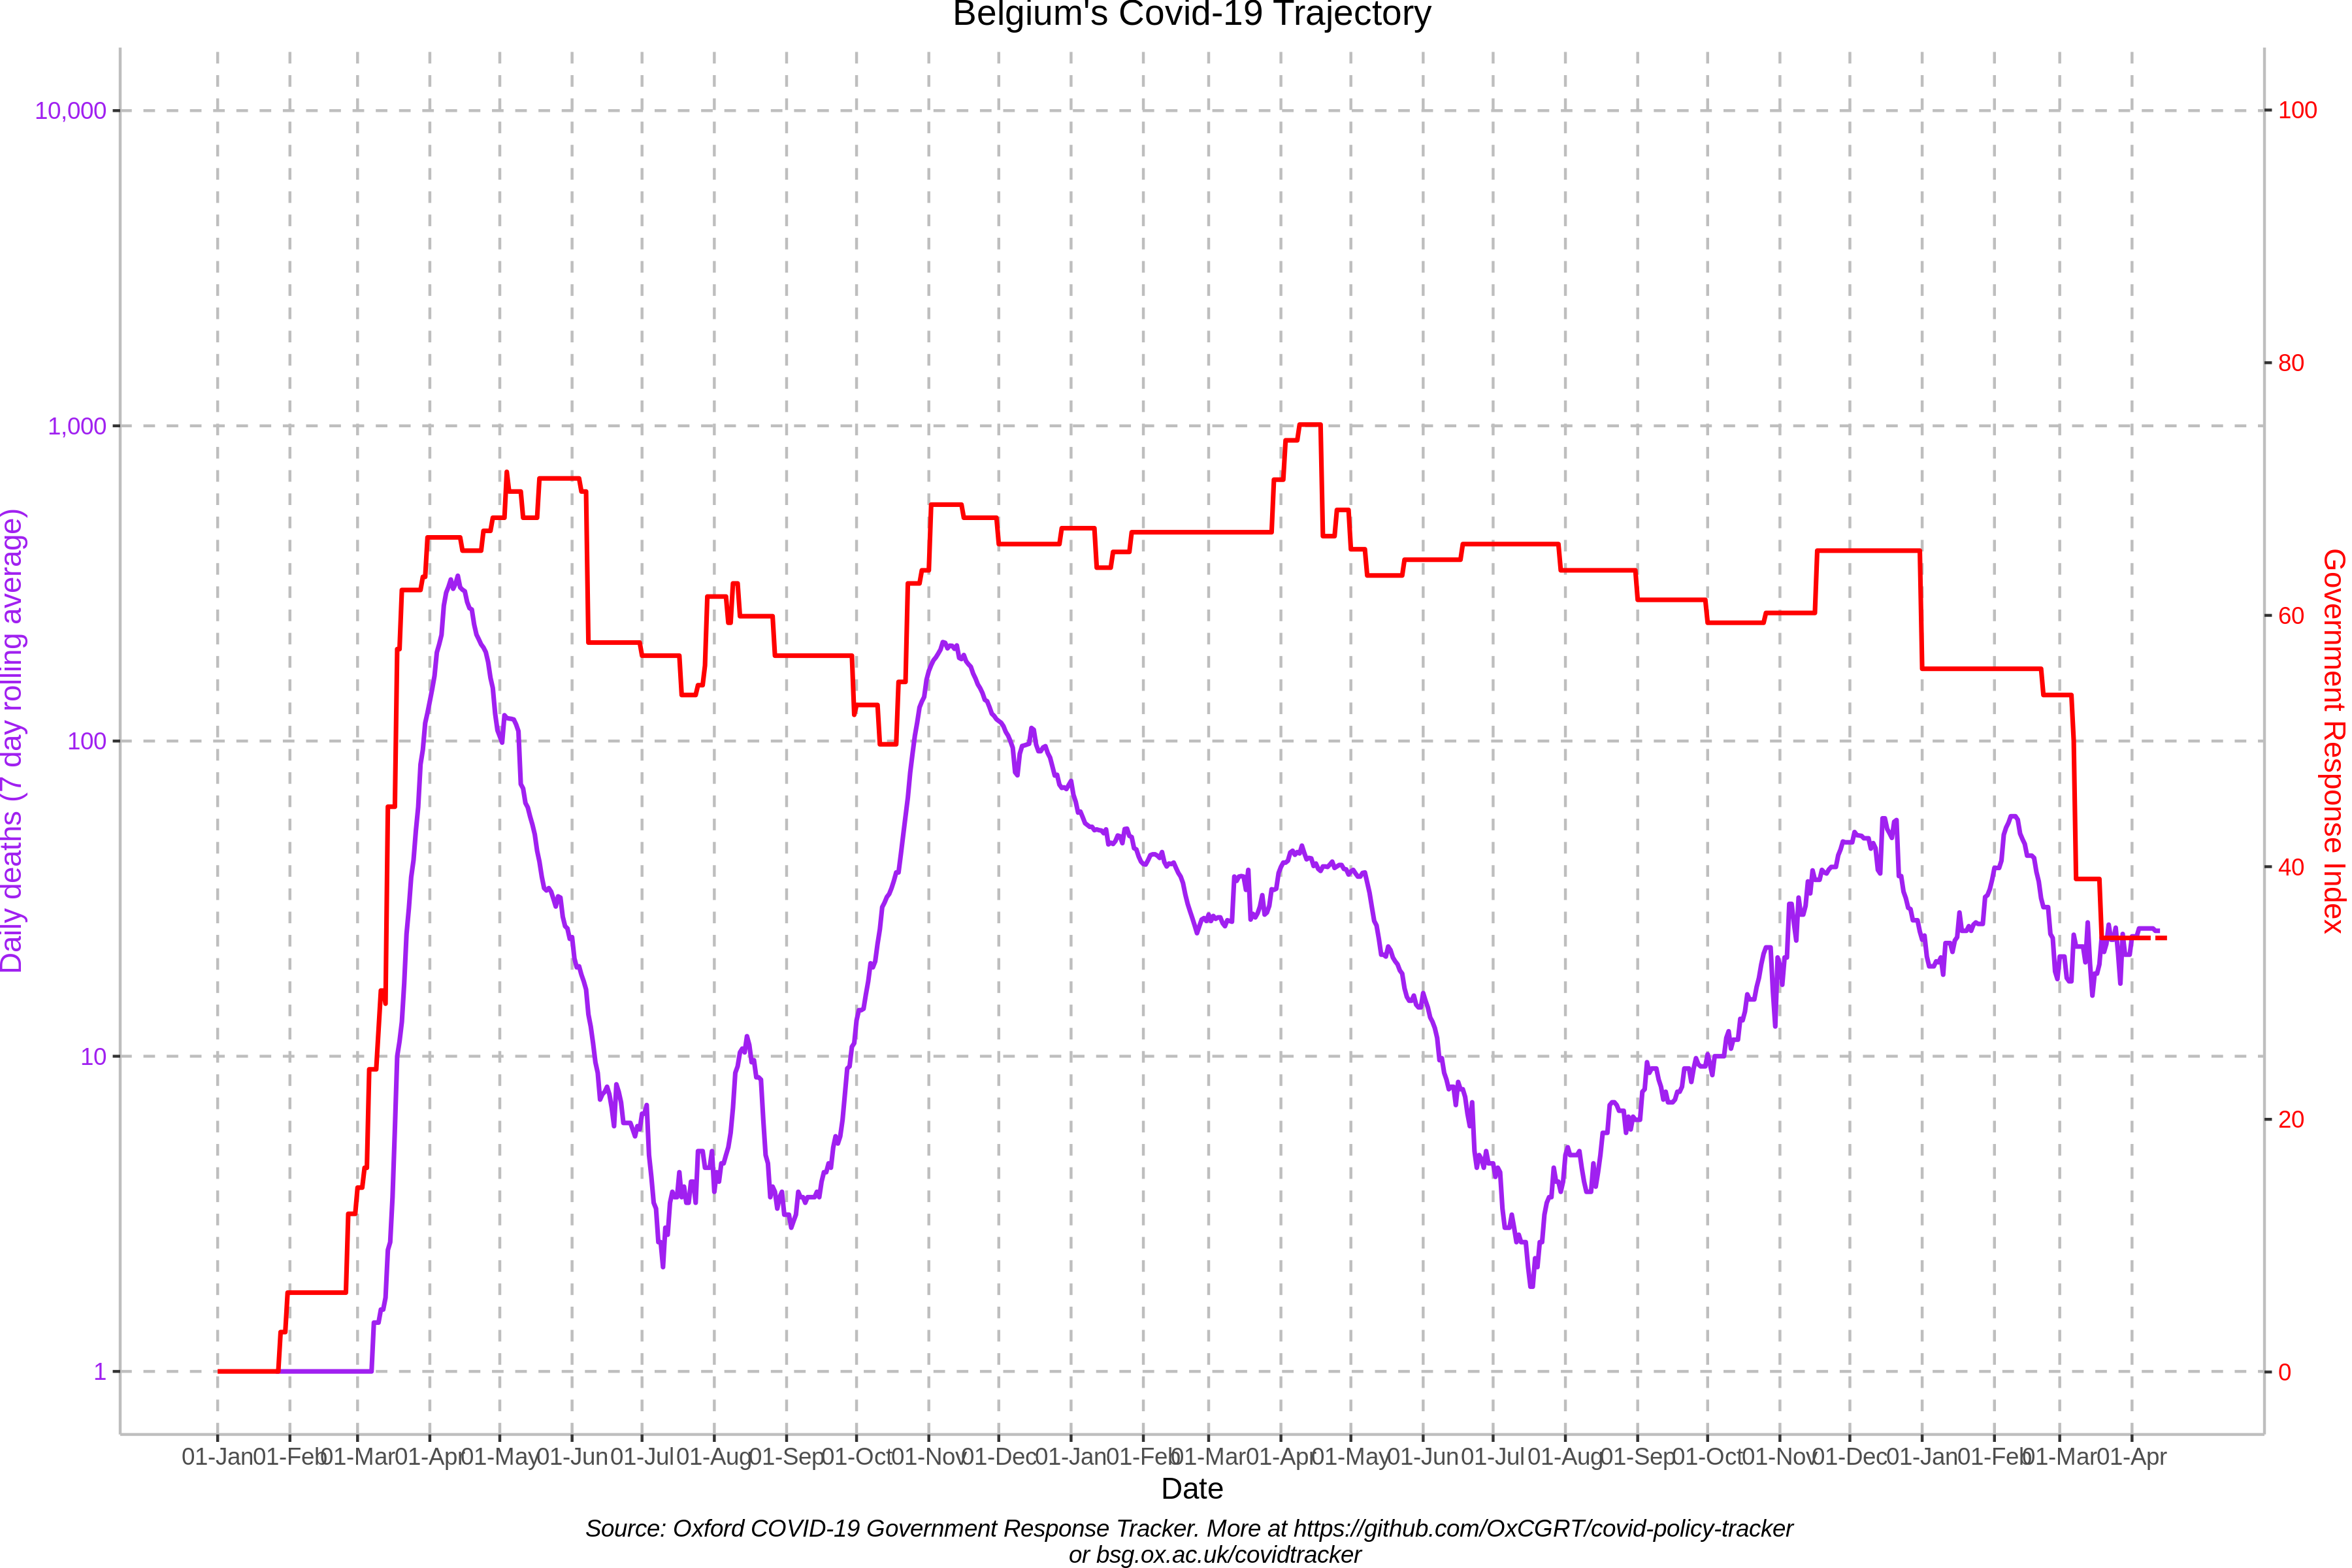 Belgium's Covid-19 Trajectory
10,000
1,000
100
10
1
Daily deaths (7 day rolling average)
100
80
60
40
20
0
Government Response Index
01-Jan 01-Feb 01-Mar 01-Apr 01-May 01-Jun 01-Jul 01-Aug 01-Sep 01-Oct 01-Nov 01-Dec 01-Jan 01-Feb 01-Mar 01-Apr 01-May 01-Jun 01-Jul 01-Aug 01-Sep 01-Oct 01-Nov 01-Dec 01-Jan 01-Feb 01-Mar 01-Apr
Date
Source: Oxford COVID-19 Government Response Tracker. More at https://github.com/OxCGRT/covid-policy-tracker
or bsg.ox.ac.uk/covidtracker